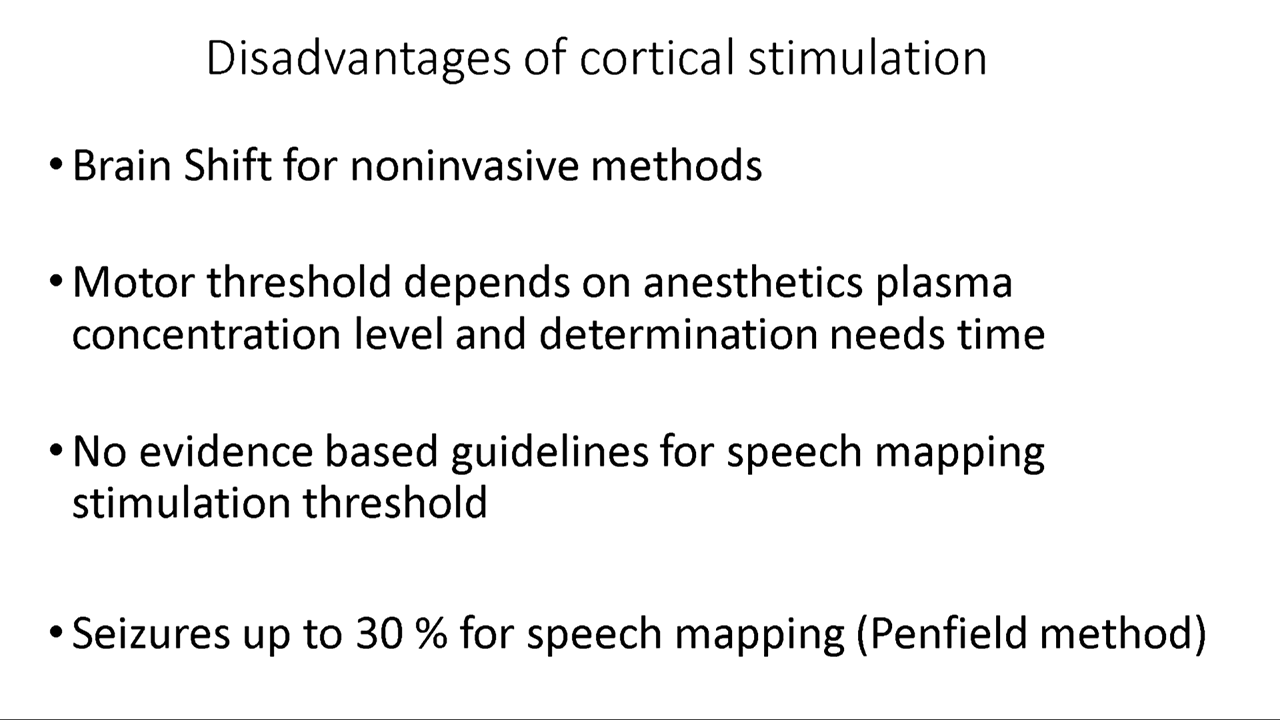 Disadvantages of cortical stimulation
• Brain Shift for noninvasive methods
• Motor threshold depends on anesthetics plasma
concentration level and determination needs time
• No evidence based guidelines for speech mapping
stimulation threshold
• Seizures up to 30 % for speech mapping (Penfield method)